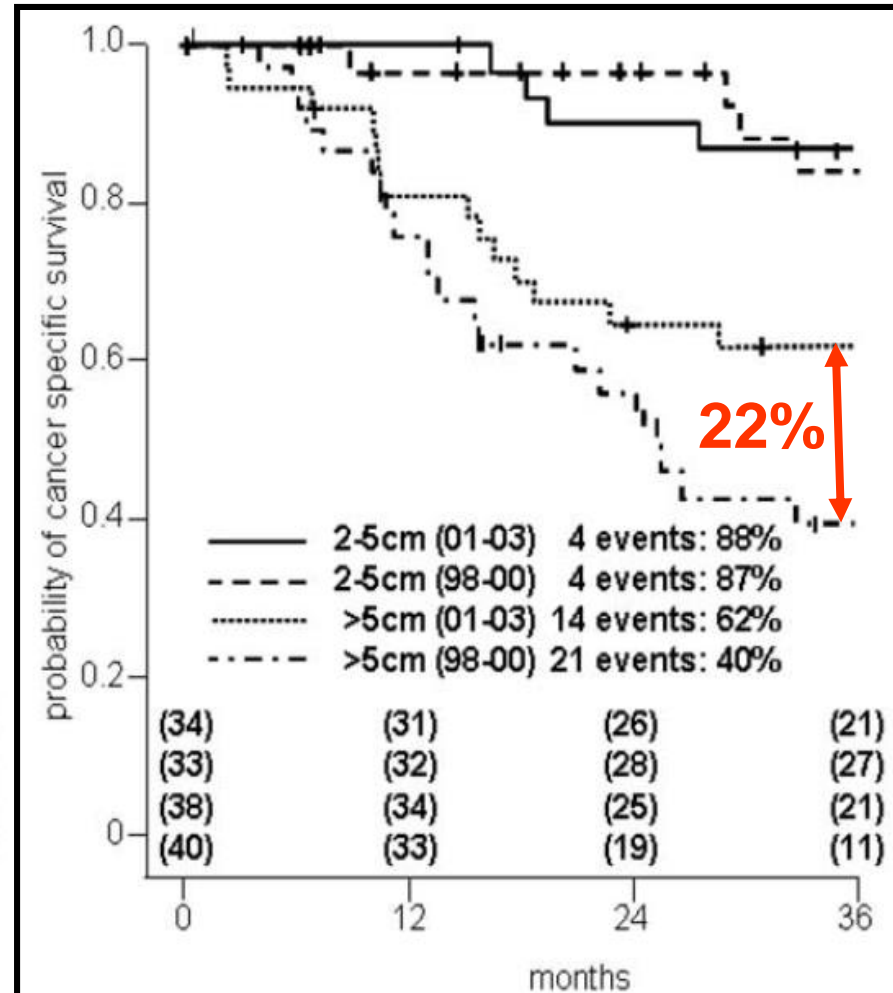 probability of cancer specific survival
1.0
0.8
0.6
0.4
0.2
0
22%
2-5cm (01-03) 4 events: 88%
2-5cm (98-00) 4 events: 87%
>5cm (01-03) 14 events: 62%
>5cm (98-00) 21 events: 40%
(34) (31) (26) (21)
(33) (32) (28) (27)
(38) (34) (25) (21)
(40) (33) (19) (11)
0 12 24 36
months